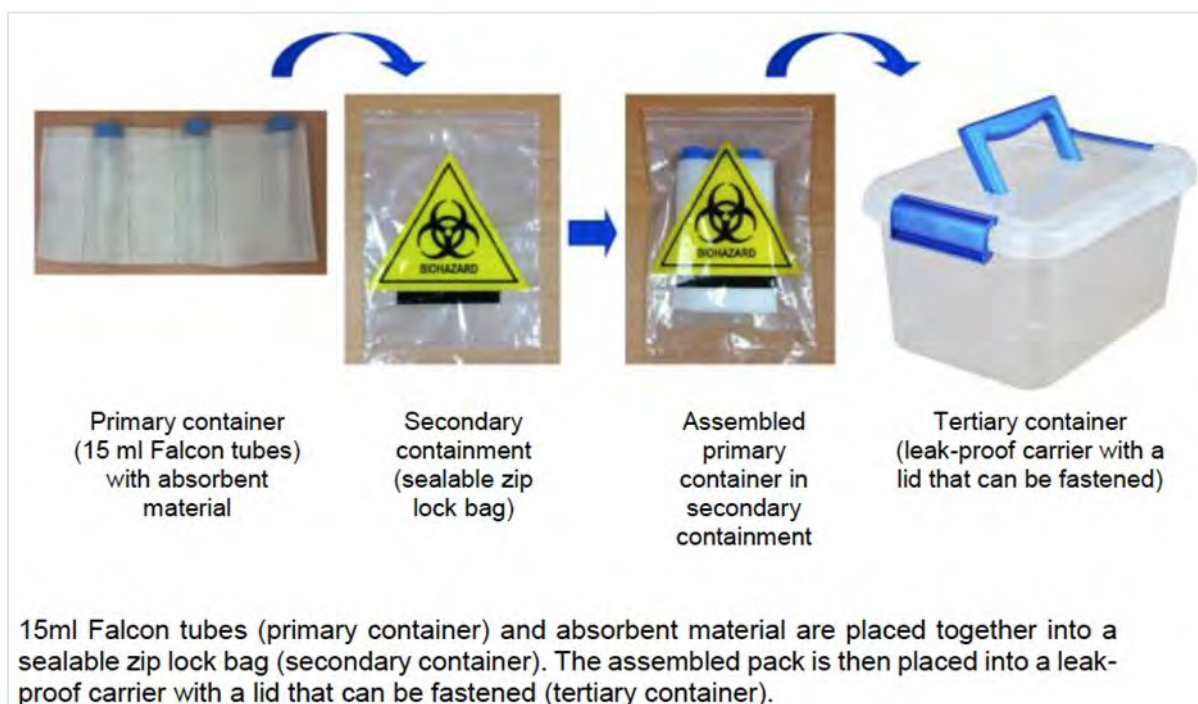 BIOHAZARD
BIOHAZARD
Primary container
(15 ml Falcon tubes)
with absorbent
material
Secondary
containment
(sealable zip
lock bag)
Assembled
primary
container in
secondary
containment
Tertiary container
(leak-proof carrier with a
lid that can be fastened)
15ml Falcon tubes (primary container) and absorbent material are placed together into a
sealable zip lock bag (secondary container). The assembled pack is then placed into a leak-
proof carrier with a lid that can be fastened (tertiary container).